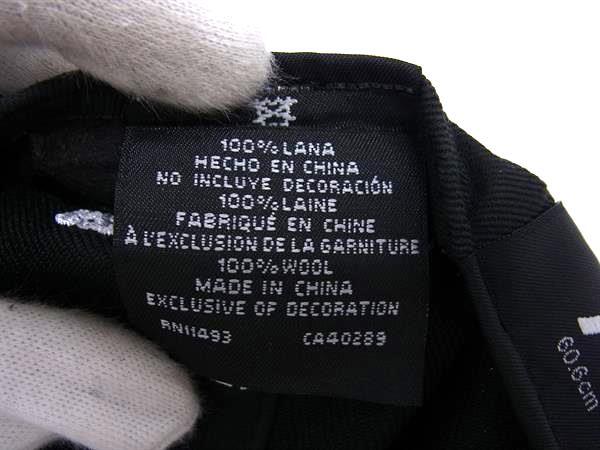 100% LANA
HECHO EN CHINA
NO INCLUYE DECORACIÓN
100% LAINE
FABRIQUÉ EN CHINE
À L'EXCLUSION DE LA GARNITURE
100% WOOL
MADE IN CHINA
EXCLUSIVE OF DECORATION
RN11493 CA40289
60.6cm